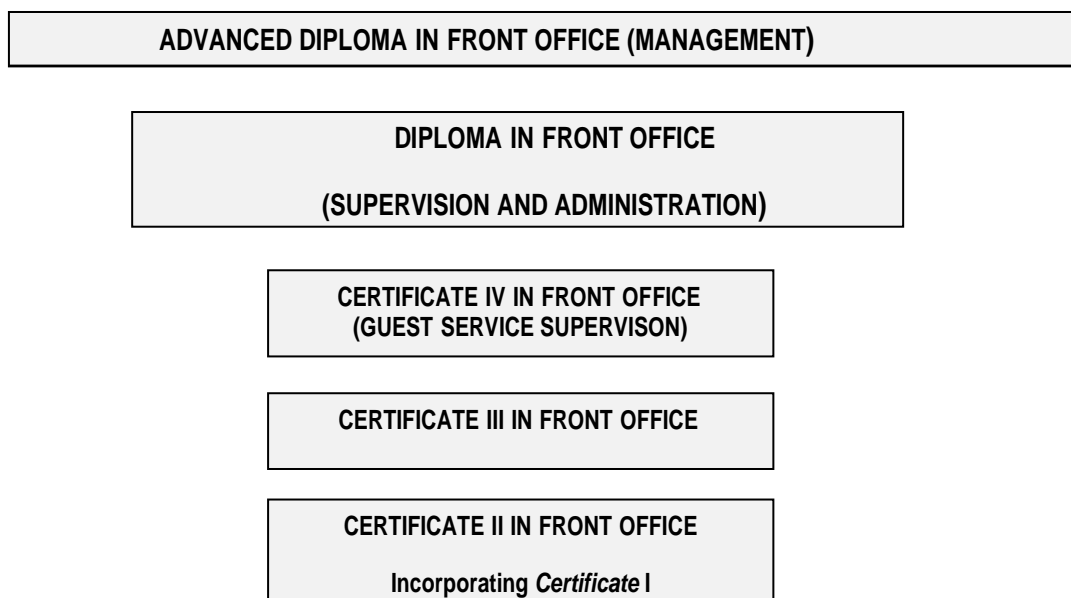 ADVANCED DIPLOMA IN FRONT OFFICE (MANAGEMENT)
DIPLOMA IN FRONT OFFICE
(SUPERVISION AND ADMINISTRATION)
CERTIFICATE IV IN FRONT OFFICE
(GUEST SERVICE SUPERVISON)
CERTIFICATE III IN FRONT OFFICE
CERTIFICATE II IN FRONT OFFICE
Incorporating Certificate I